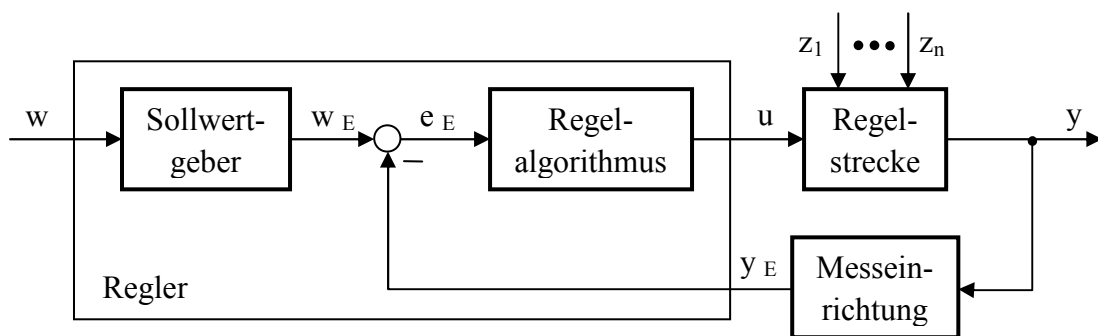 z₁ ••• zₙ
w
Sollwert-
geber
w E
e E
Regel-
algorithmus
u
Regel-
strecke
y
−
Regler
y E
Messein-
richtung